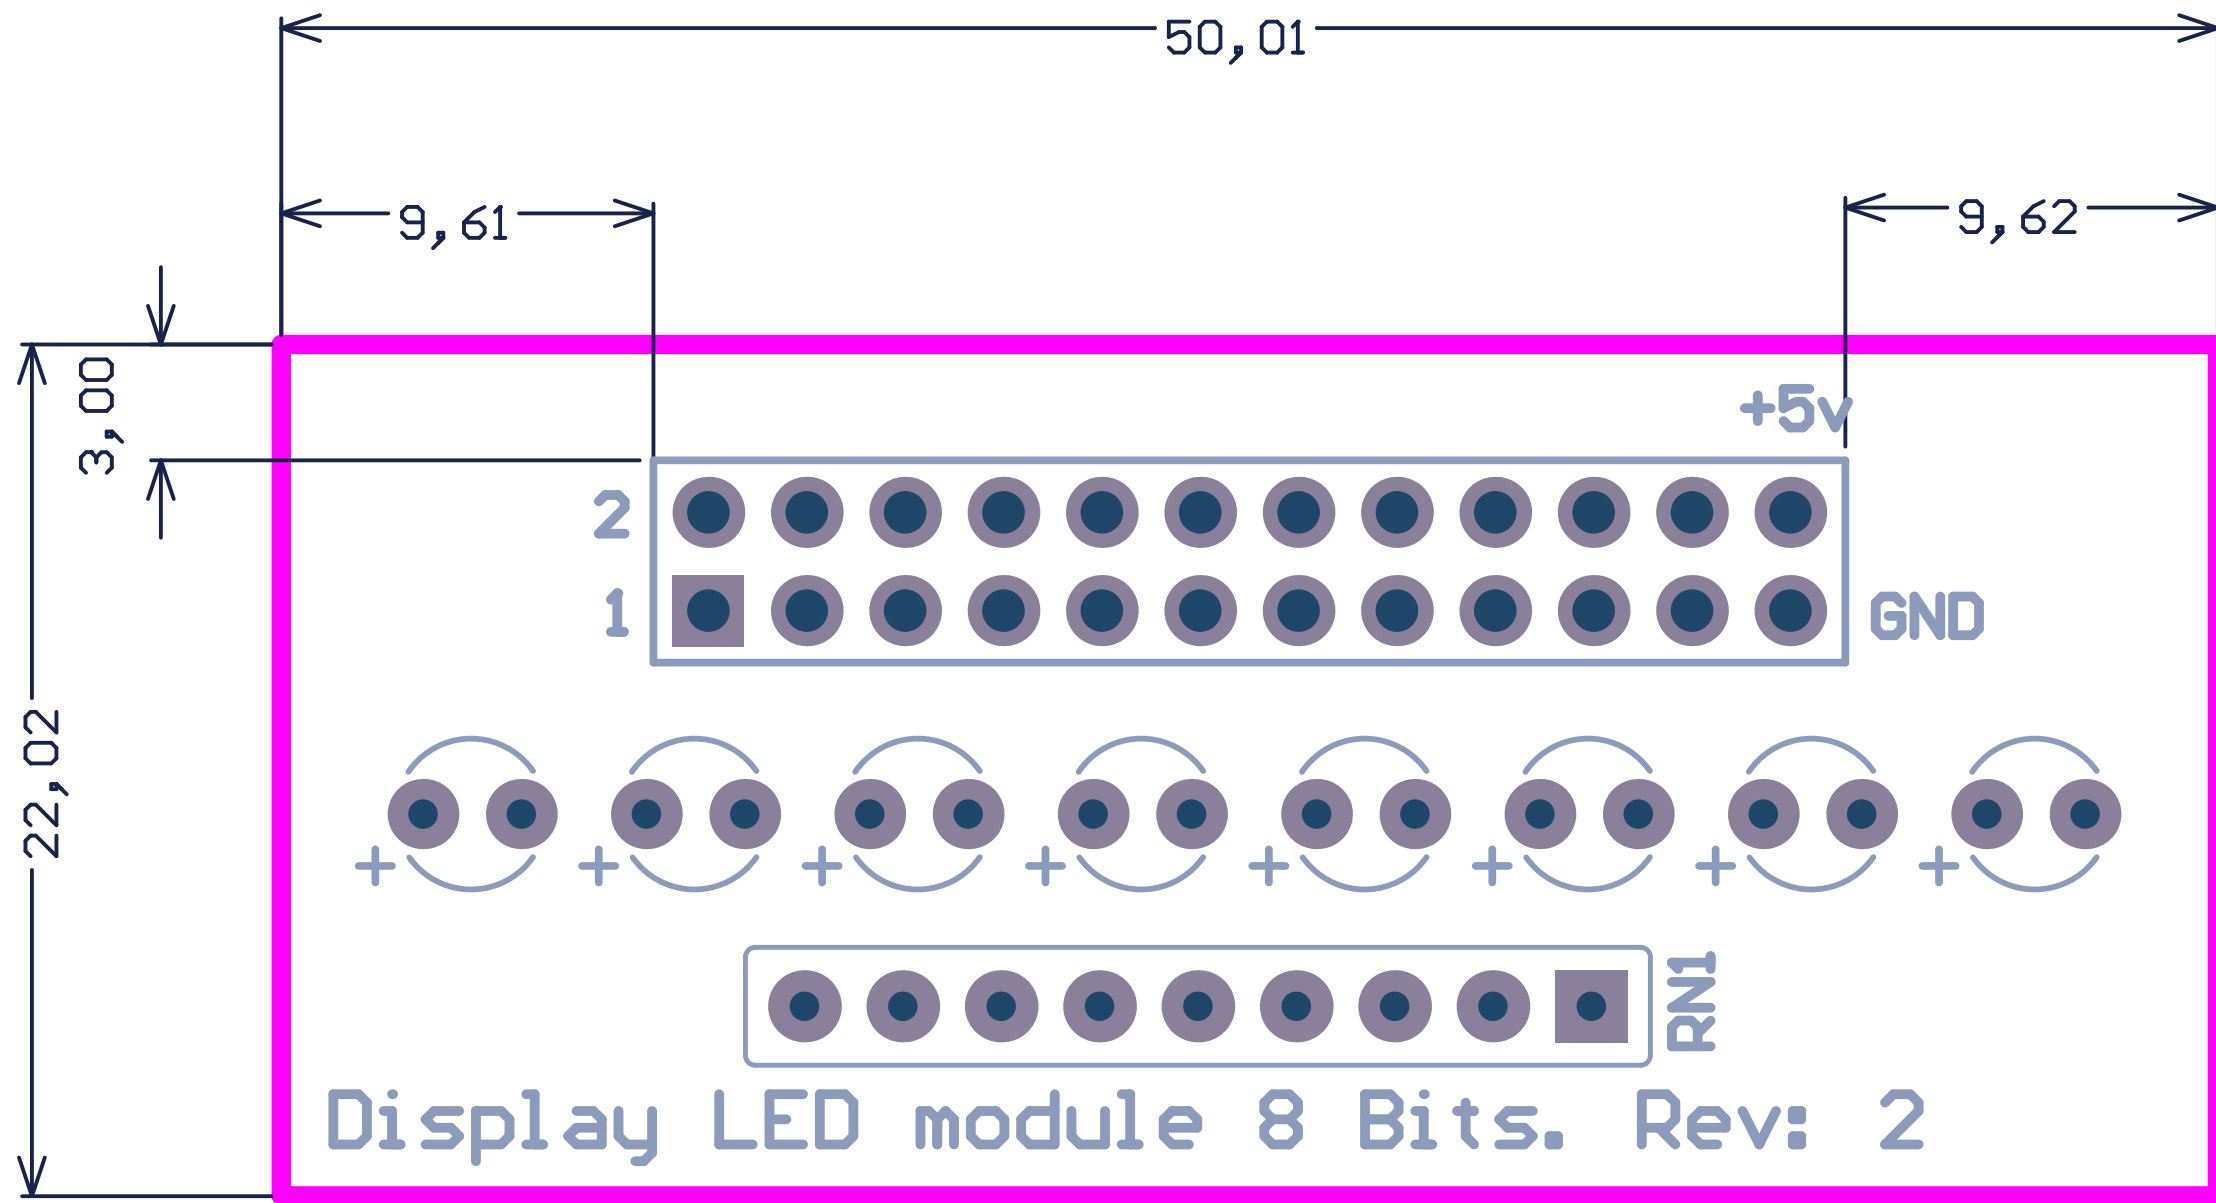 50,01
9,61
9,62
3,00
+5v
2
1
GND
22,02
+ + + + + + + +
RN1
Display LED module 8 Bits. Rev: 2